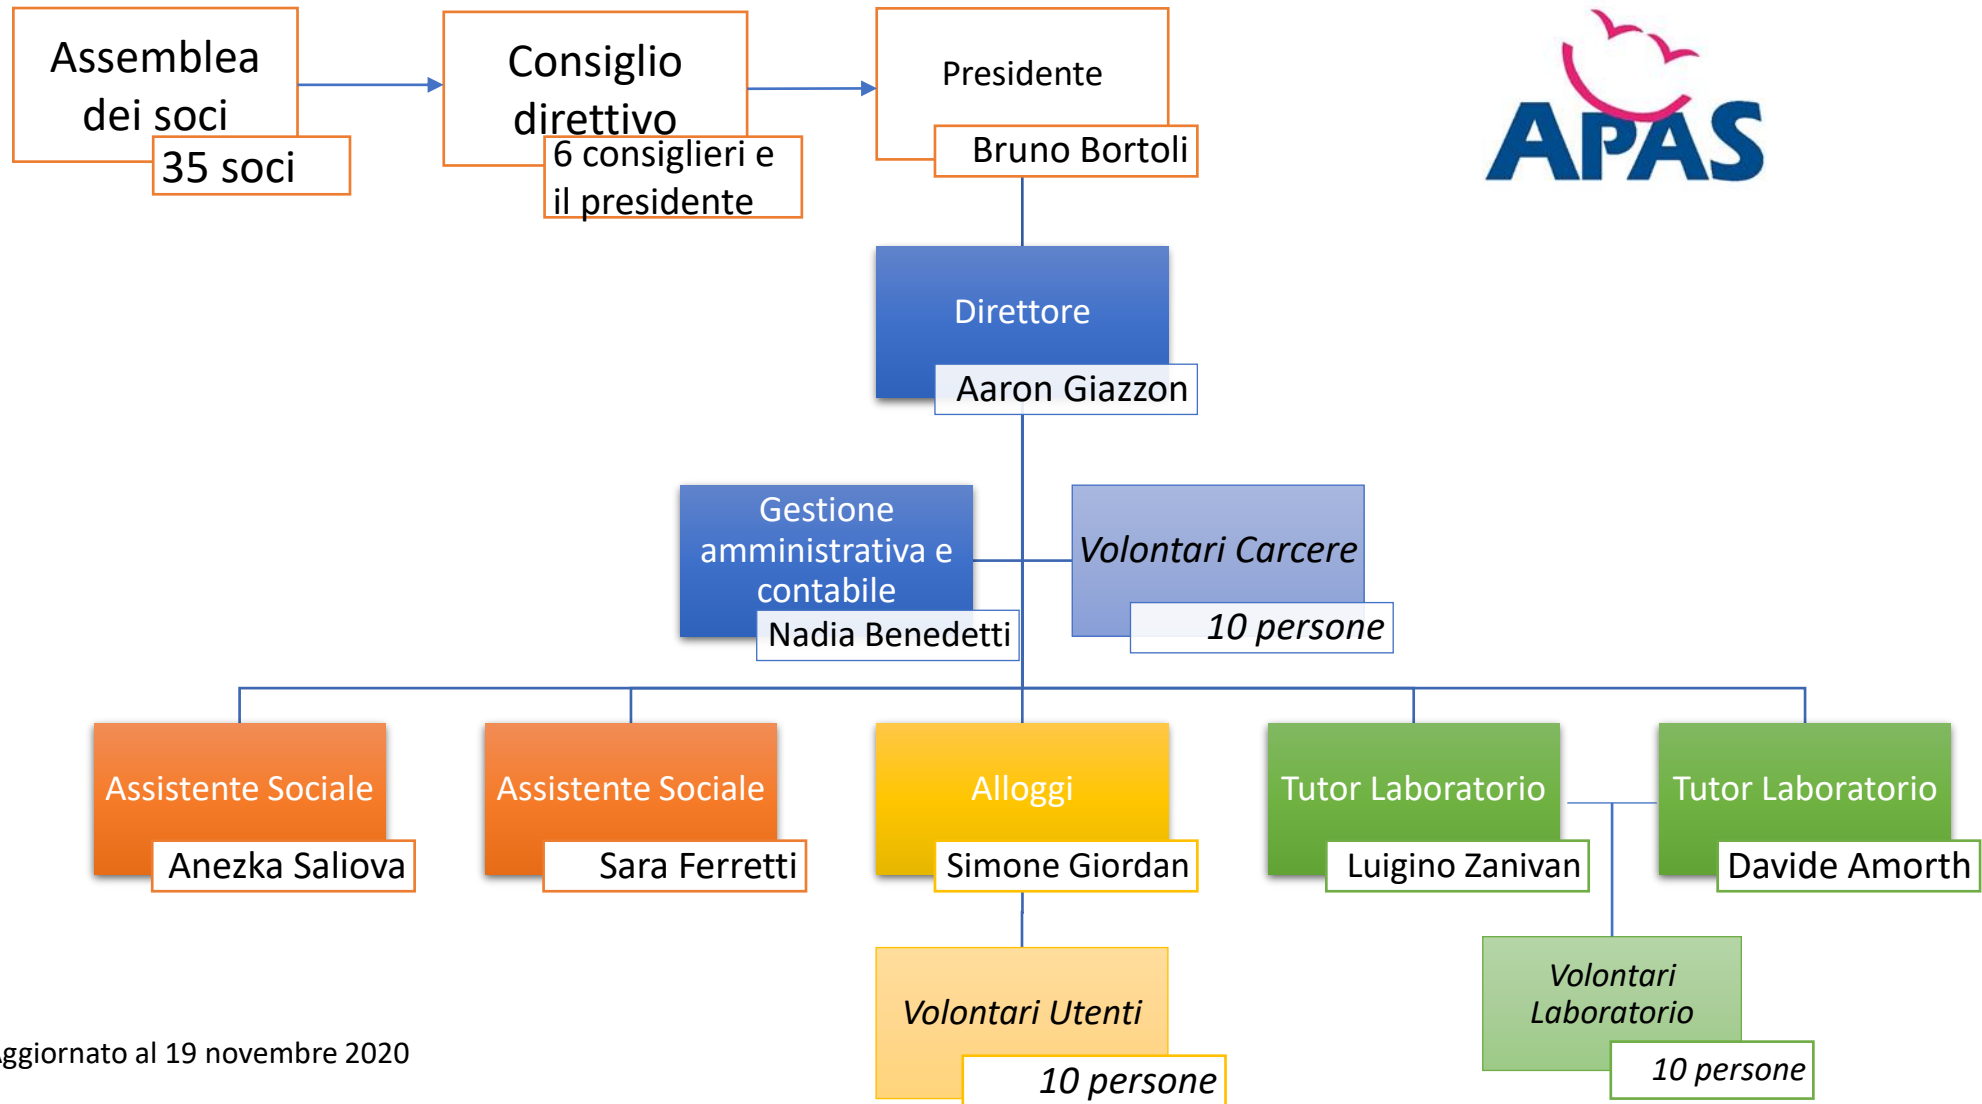 Assemblea
dei soci
35 soci
Consiglio
direttivo
6 consiglieri e
il presidente
Presidente
Bruno Bortoli
APAS
Direttore
Aaron Giazzon
Gestione
amministrativa e
contabile
Nadia Benedetti
Volontari Carcere
10 persone
Assistente Sociale
Anezka Saliova
Assistente Sociale
Sara Ferretti
Alloggi
Simone Giordan
Tutor Laboratorio
Luigino Zanivan
Tutor Laboratorio
Davide Amorth
Volontari Utenti
10 persone
Volontari
Laboratorio
10 persone
Aggiornato al 19 novembre 2020